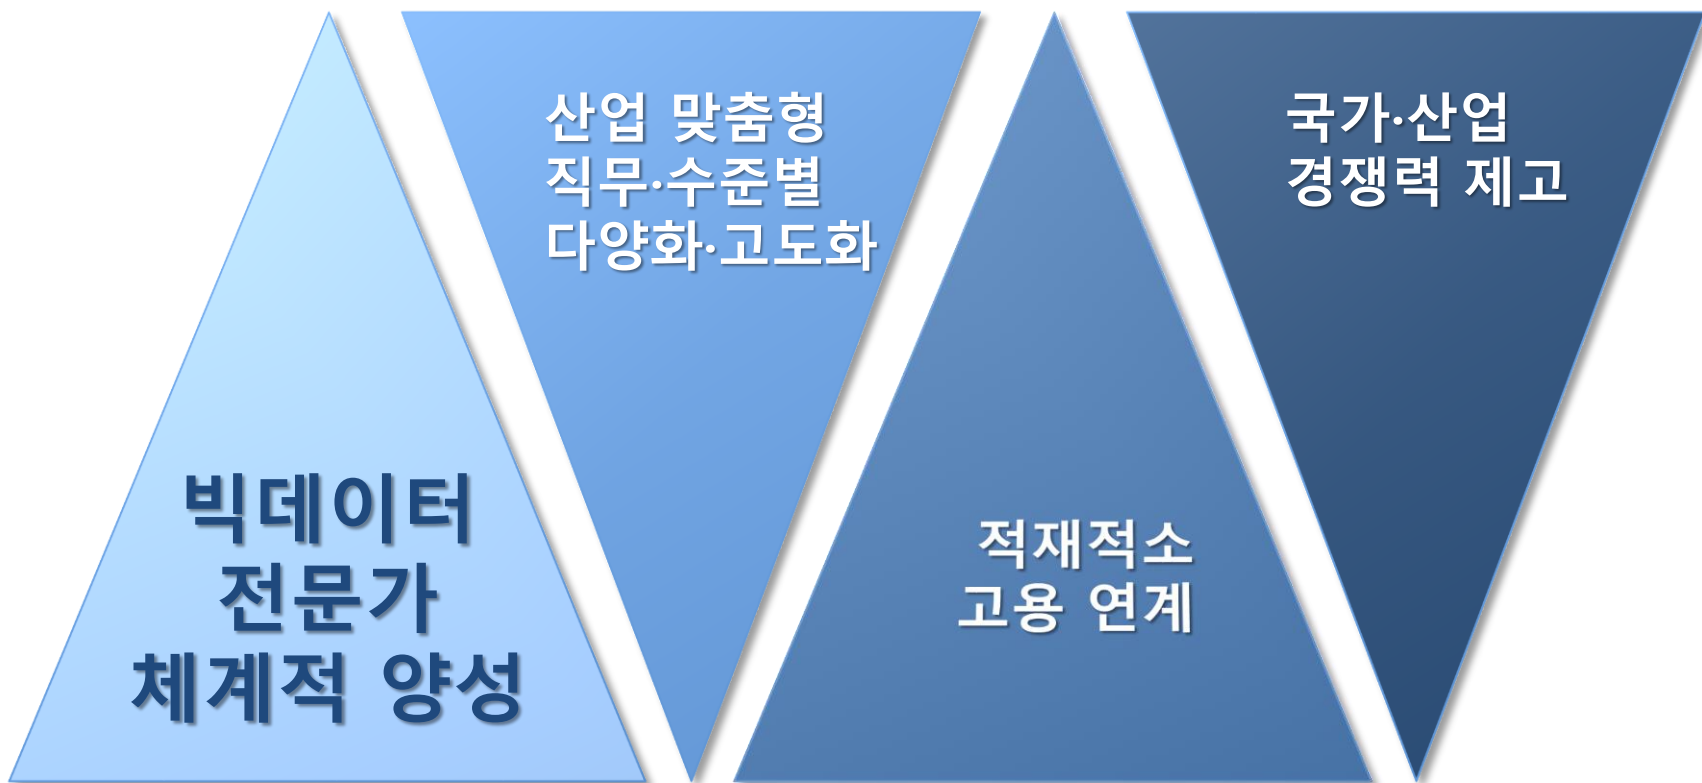 빅데이터
전문가
체계적 양성
산업 맞춤형
직무·수준별
다양화·고도화
적재적소
고용 연계
국가·산업
경쟁력 제고